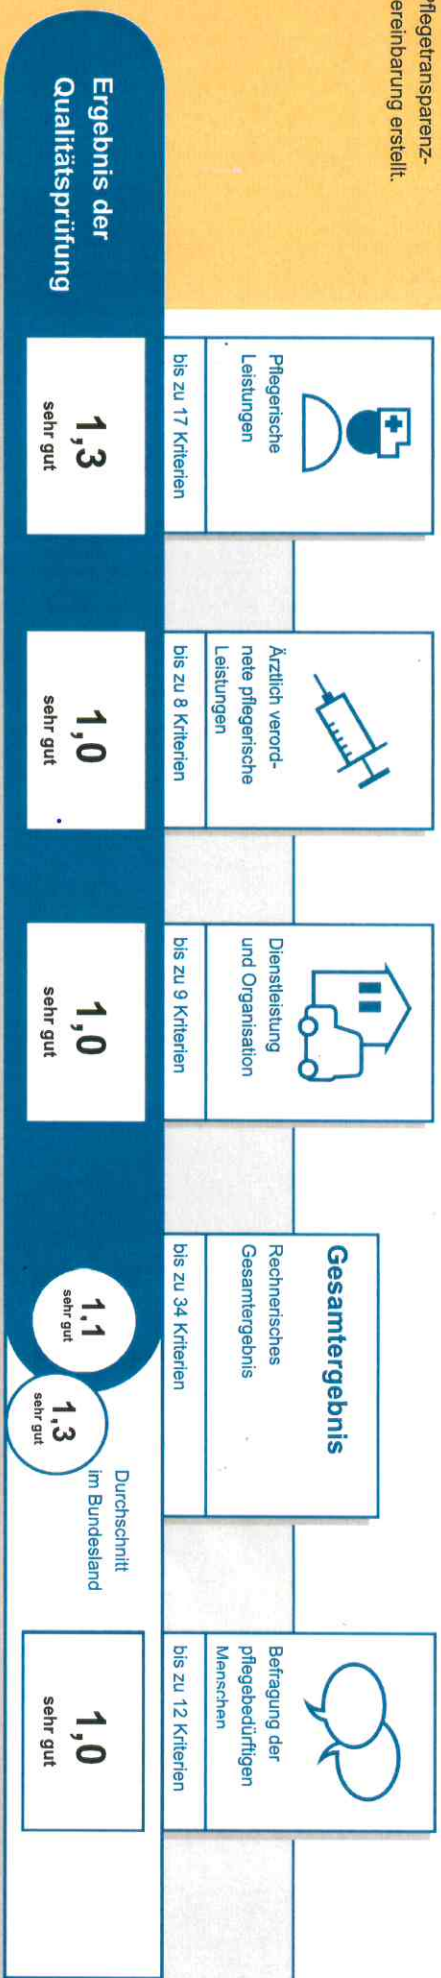 flegetransparenz-
ereinbarung erstellt.
Ergebnis der
Qualitätsprüfung
Pflegerische
Leistungen
bis zu 17 Kriterien
1,3
sehr gut
Ärztlich verord-
nete pflegerische
Leistungen
bis zu 8 Kriterien
1,0
sehr gut
Dienstleistung
und Organisation
bis zu 9 Kriterien
1,0
sehr gut
Gesamtergebnis
Rechnerisches
Gesamtergebnis
bis zu 34 Kriterien
1,1
sehr gut
1,3
sehr gut
Durchschnitt
im Bundesland
Befragung der
pflegebedürftigen
Menschen
bis zu 12 Kriterien
1,0
sehr gut